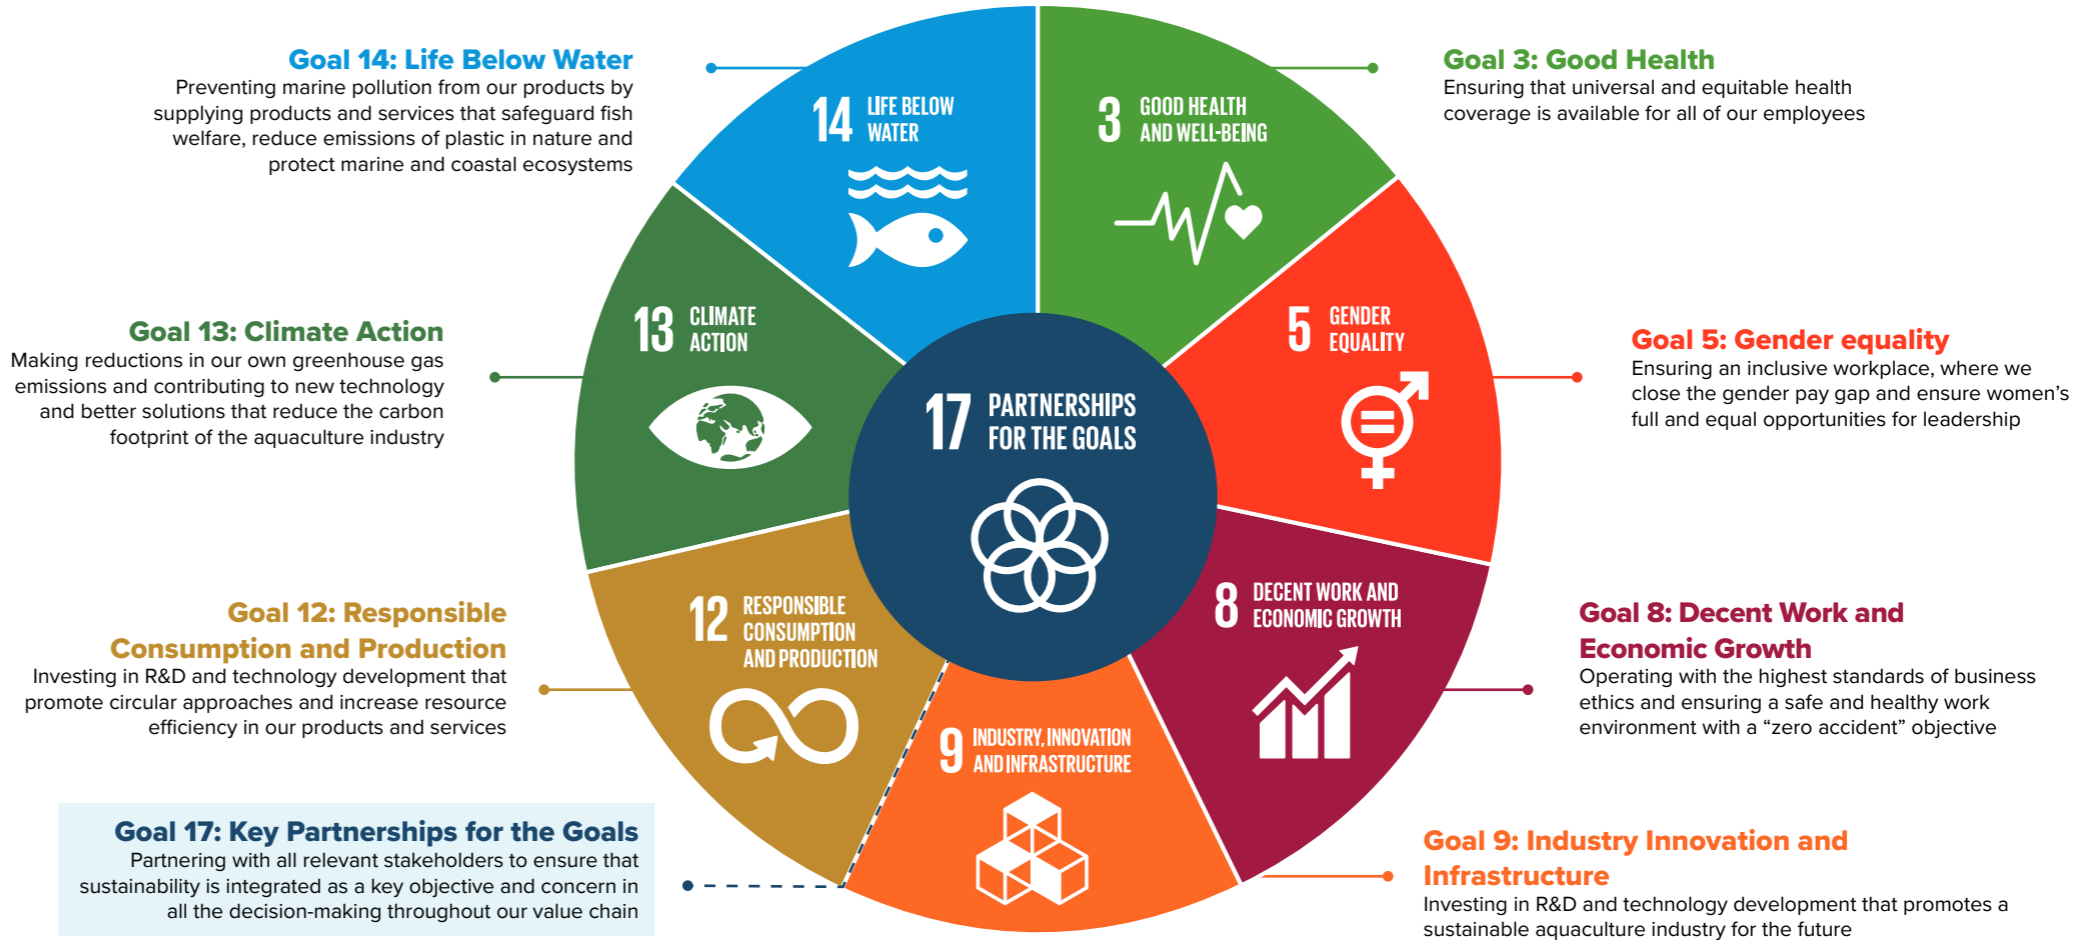 Goal 14: Life Below Water
Preventing marine pollution from our products by
supplying products and services that safeguard fish
welfare, reduce emissions of plastic in nature and
protect marine and coastal ecosystems
Goal 13: Climate Action
Making reductions in our own greenhouse gas
emissions and contributing to new technology
and better solutions that reduce the carbon
footprint of the aquaculture industry
Goal 12: Responsible
Consumption and Production
Investing in R&D and technology development that
promote circular approaches and increase resource
efficiency in our products and services
Goal 17: Key Partnerships for the Goals
Partnering with all relevant stakeholders to ensure that
sustainability is integrated as a key objective and concern in
all the decision-making throughout our value chain
14 LIFE BELOW
WATER
3 GOOD HEALTH
AND WELL-BEING
13 CLIMATE
ACTION
5 GENDER
EQUALITY
17 PARTNERSHIPS
FOR THE GOALS
12 RESPONSIBLE
CONSUMPTION
AND PRODUCTION
8 DECENT WORK AND
ECONOMIC GROWTH
9 INDUSTRY, INNOVATION
AND INFRASTRUCTURE
Goal 3: Good Health
Ensuring that universal and equitable health
coverage is available for all of our employees
Goal 5: Gender equality
Ensuring an inclusive workplace, where we
close the gender pay gap and ensure women’s
full and equal opportunities for leadership
Goal 8: Decent Work and
Economic Growth
Operating with the highest standards of business
ethics and ensuring a safe and healthy work
environment with a “zero accident” objective
Goal 9: Industry Innovation and
Infrastructure
Investing in R&D and technology development that promotes a
sustainable aquaculture industry for the future